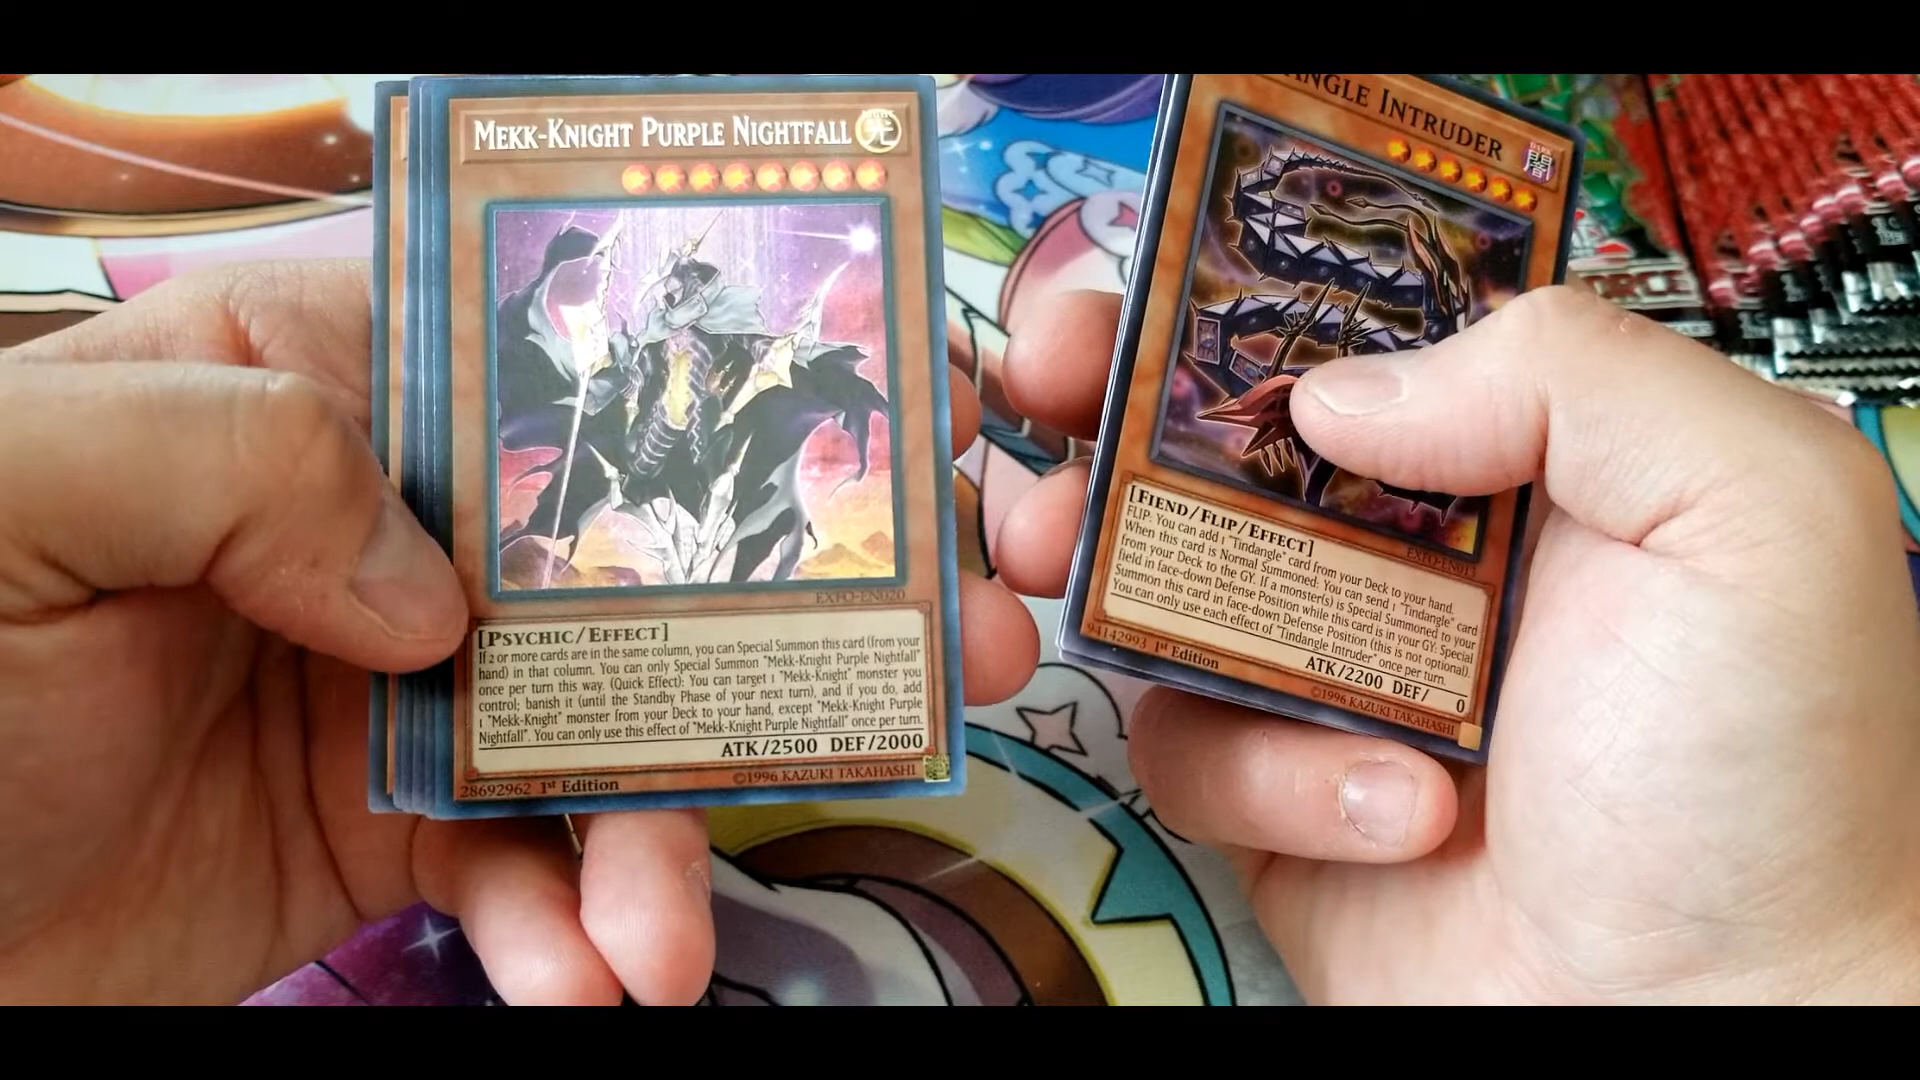 MEKK-KNIGHT PURPLE NIGHTFALL
光
EXFO-EN020
[PSYCHIC/EFFECT]
If 2 or more cards are in the same column, you can Special Summon this card (from your
hand) in that column. You can only Special Summon "Mekk-Knight Purple Nightfall"
once per turn this way. (Quick Effect): You can target 1 "Mekk-Knight" monster you
control; banish it (until the Standby Phase of your next turn), and if you do, add
1 "Mekk-Knight" monster from your Deck to your hand, except "Mekk-Knight Purple
Nightfall". You can only use this effect of "Mekk-Knight Purple Nightfall" once per turn.
ATK/2500 DEF/2000
28692962 1st Edition ©1996 KAZUKI TAKAHASHI
ANGLE INTRUDER
DARK
闇
EXFO-EN013
[FIEND/FLIP/EFFECT]
FLIP: You can add 1 "Tindangle" card from your Deck to your hand.
When this card is Normal Summoned: You can send 1 "Tindangle" card
from your Deck to the GY. If a monster(s) is Special Summoned to your
field in face-down Defense Position while this card is in your GY: Special
Summon this card in face-down Defense Position (this is not optional).
You can only use each effect of "Tindangle Intruder" once per turn.
ATK/2200 DEF/ 0
94142993 1st Edition ©1996 KAZUKI TAKAHASHI
FORCE